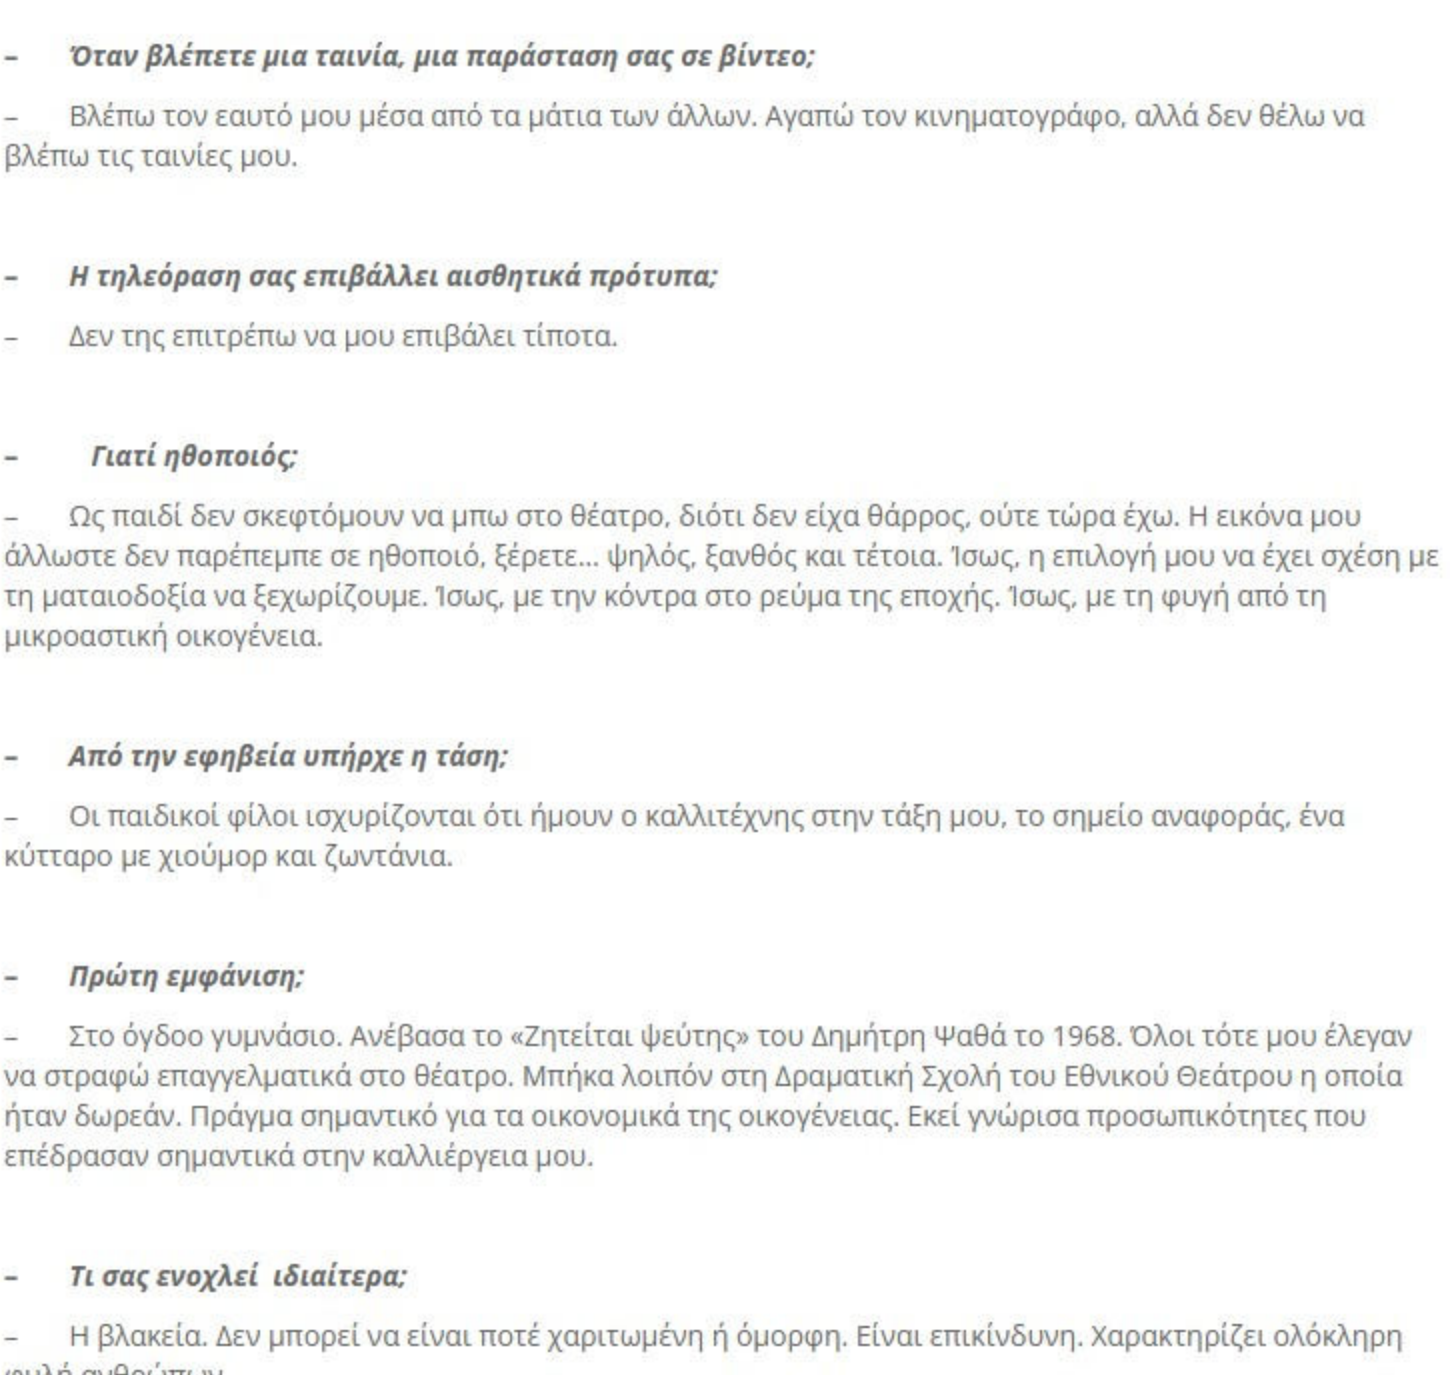 – Όταν βλέπετε μια ταινία, μια παράσταση σας σε βίντεο;
– Βλέπω τον εαυτό μου μέσα από τα μάτια των άλλων. Αγαπώ τον κινηματογράφο, αλλά δεν θέλω να
βλέπω τις ταινίες μου.
– Η τηλεόραση σας επιβάλλει αισθητικά πρότυπα;
– Δεν της επιτρέπω να μου επιβάλει τίποτα.
– Γιατί ηθοποιός;
– Ως παιδί δεν σκεφτόμουν να μπω στο θέατρο, διότι δεν είχα θάρρος, ούτε τώρα έχω. Η εικόνα μου
άλλωστε δεν παρέπεμπε σε ηθοποιό, ξέρετε... ψηλός, ξανθός και τέτοια. Ίσως, η επιλογή μου να έχει σχέση με
τη ματαιοδοξία να ξεχωρίζουμε. Ίσως, με την κόντρα στο ρεύμα της εποχής. Ίσως, με τη φυγή από τη
μικροαστική οικογένεια.
– Από την εφηβεία υπήρχε η τάση;
– Οι παιδικοί φίλοι ισχυρίζονται ότι ήμουν ο καλλιτέχνης στην τάξη μου, το σημείο αναφοράς, ένα
κύτταρο με χιούμορ και ζωντάνια.
– Πρώτη εμφάνιση;
– Στο όγδοο γυμνάσιο. Ανέβασα το «Ζητείται ψεύτης» του Δημήτρη Ψαθά το 1968. Όλοι τότε μου έλεγαν
να στραφώ επαγγελματικά στο θέατρο. Μπήκα λοιπόν στη Δραματική Σχολή του Εθνικού Θεάτρου η οποία
ήταν δωρεάν. Πράγμα σημαντικό για τα οικονομικά της οικογένειας. Εκεί γνώρισα προσωπικότητες που
επέδρασαν σημαντικά στην καλλιέργεια μου.
– Τι σας ενοχλεί ιδιαίτερα;
– Η βλακεία. Δεν μπορεί να είναι ποτέ χαριτωμένη ή όμορφη. Είναι επικίνδυνη. Χαρακτηρίζει ολόκληρη
φυλή ανθρώπων.